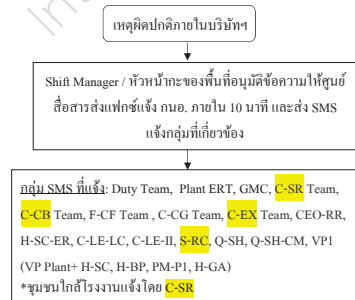 เหตุผิดปกติภายในบริษัทฯ
Shift Manager / หัวหน้ากะของพื้นที่อนุมัติข้อความให้ศูนย์
สื่อสารส่งแฟกซ์แจ้ง กนอ. ภายใน 10 นาที และส่ง SMS
แจ้งกลุ่มที่เกี่ยวข้อง
กลุ่ม SMS ที่แจ้ง: Duty Team, Plant ERT, GMC, C-SR Team,
C-CB Team, F-CF Team , C-CG Team, C-EX Team, CEO-RR,
H-SC-ER, C-LE-LC, C-LE-II, S-RC, Q-SH, Q-SH-CM, VP1
(VP Plant+ H-SC, H-BP, PM-P1, H-GA)
*ชุมชนใกล้โรงงานแจ้งโดย C-SR